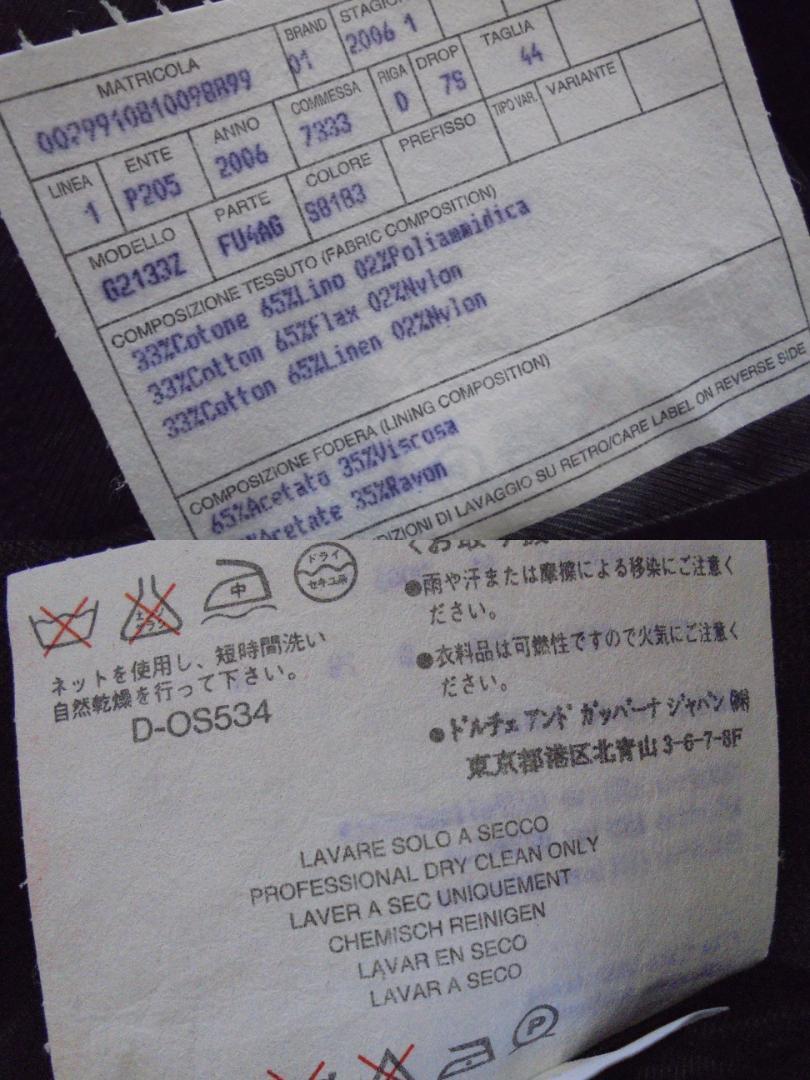 MATRICOLA BRAND STAGION
0029910810098899 01 2006 1
LINEA ENTE ANNO COMMESSA RIGA DROP TAGLIA
1 P205 2006 7333 D 7S 44
MODELLO PARTE COLORE PREFISSO TIPO VAR. VARIANTE
G2133Z FU4AG S8183
COMPOSIZIONE TESSUTO (FABRIC COMPOSITION)
33%Cotone 65%Lino 02%Poliammidica
33%Cotton 65%Flax 02%Nylon
33%Cotton 65%Linen 02%Nylon
COMPOSIZIONE FODERA (LINING COMPOSITION)
65%Acetato 35%Viscosa
%Acetate 35%Rayon
DIZIONI DI LAVAGGIO SU RETRO/CARE LABEL ON REVERSE SIDE
エンソ
サラシ
中
ドライ
セキユ系
ネットを使用し、短時間洗い
自然乾燥を行って下さい。
D-OS534
●雨や汗または摩擦による移染にご注意く
ださい。
●衣料品は可燃性ですので火気にご注意く
ださい。
●ドルチェ アンド ガッバーナ ジャパン ㈱
東京都港区北青山 3-6-7-8F
LAVARE SOLO A SECCO
PROFESSIONAL DRY CLEAN ONLY
LAVER A SEC UNIQUEMENT
CHEMISCH REINIGEN
LAVAR EN SECO
LAVAR A SECO
P